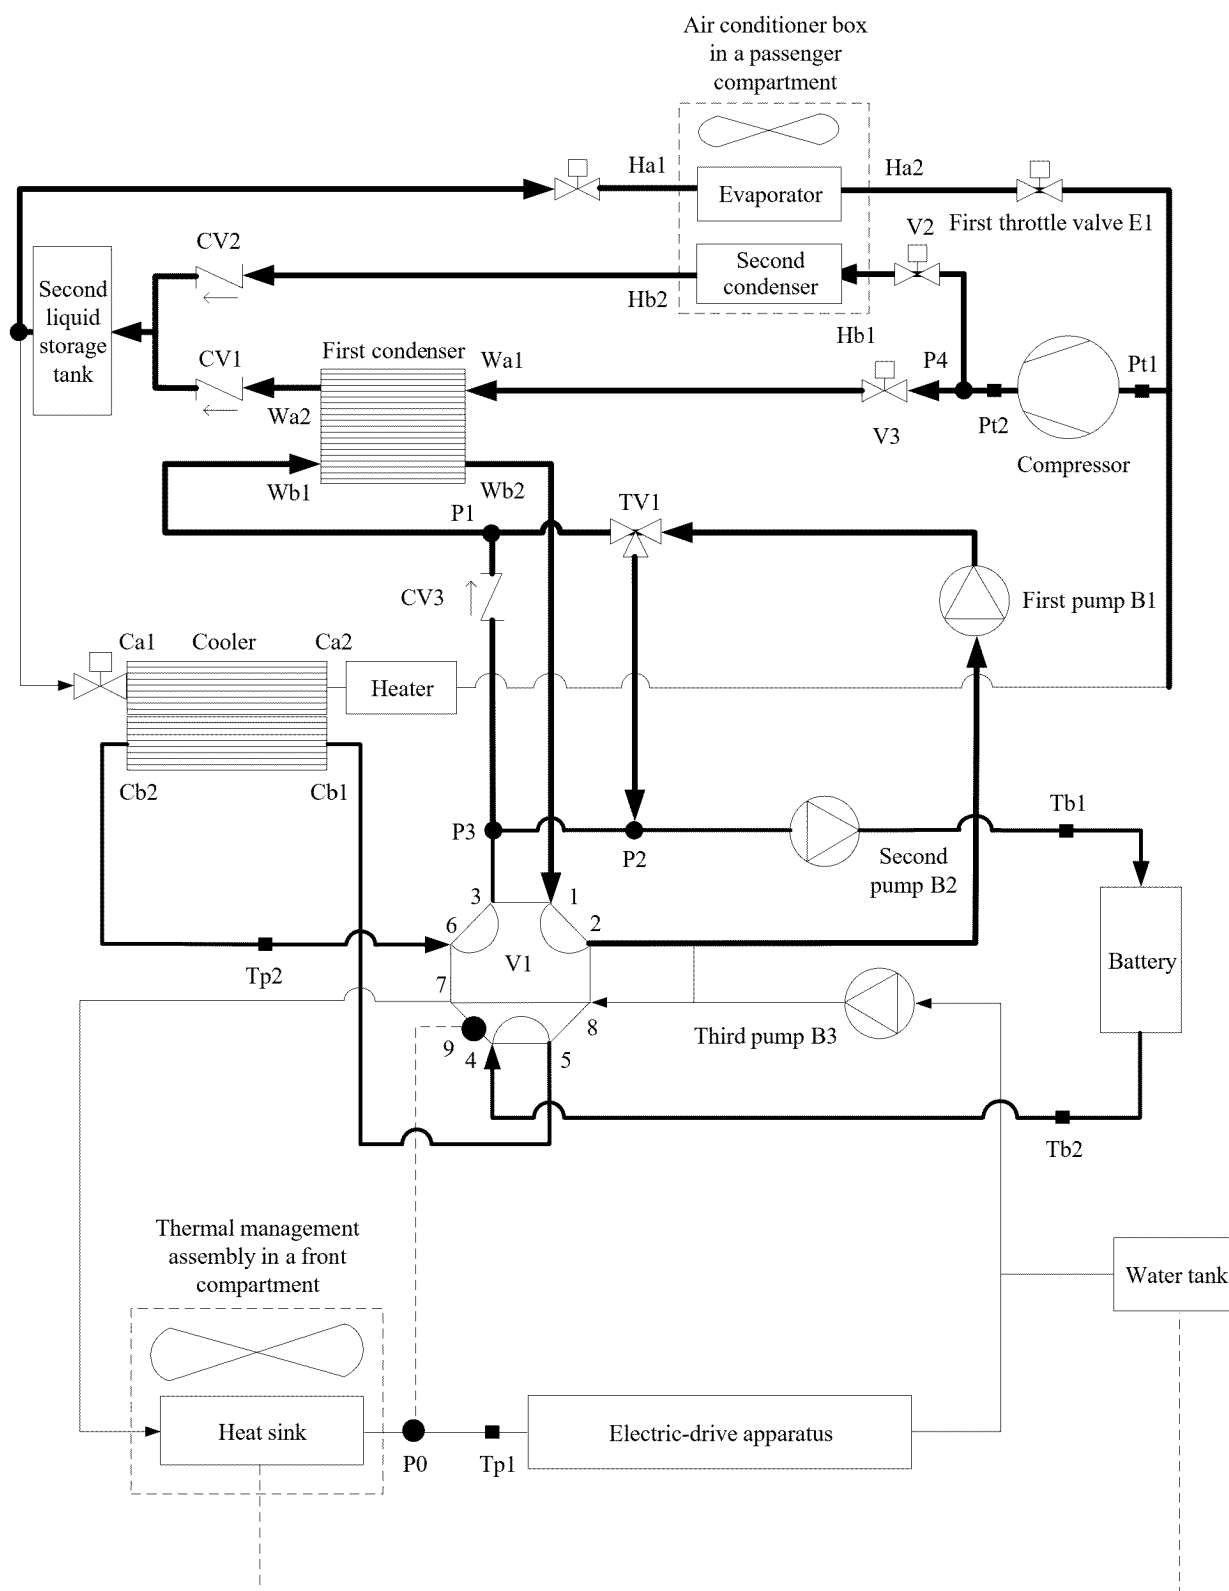 Air conditioner box
in a passenger
compartment
Ha1
Ha2
Evaporator
First throttle valve E1
CV2
V2
Second
condenser
Hb2
Hb1
Second
liquid
storage
tank
First condenser
CV1
Wa1
P4
Pt1
Wa2
V3
Pt2
Compressor
Wb1
Wb2
P1
TV1
CV3
First pump B1
Ca1
Cooler
Ca2
Heater
Cb2
Cb1
Tb1
P3
P2
Second
pump B2
3
1
6
2
V1
Tp2
7
Battery
8
Third pump B3
9
4
5
Tb2
Thermal management
assembly in a front
compartment
Water tank
Heat sink
Electric-drive apparatus
P0
Tp1